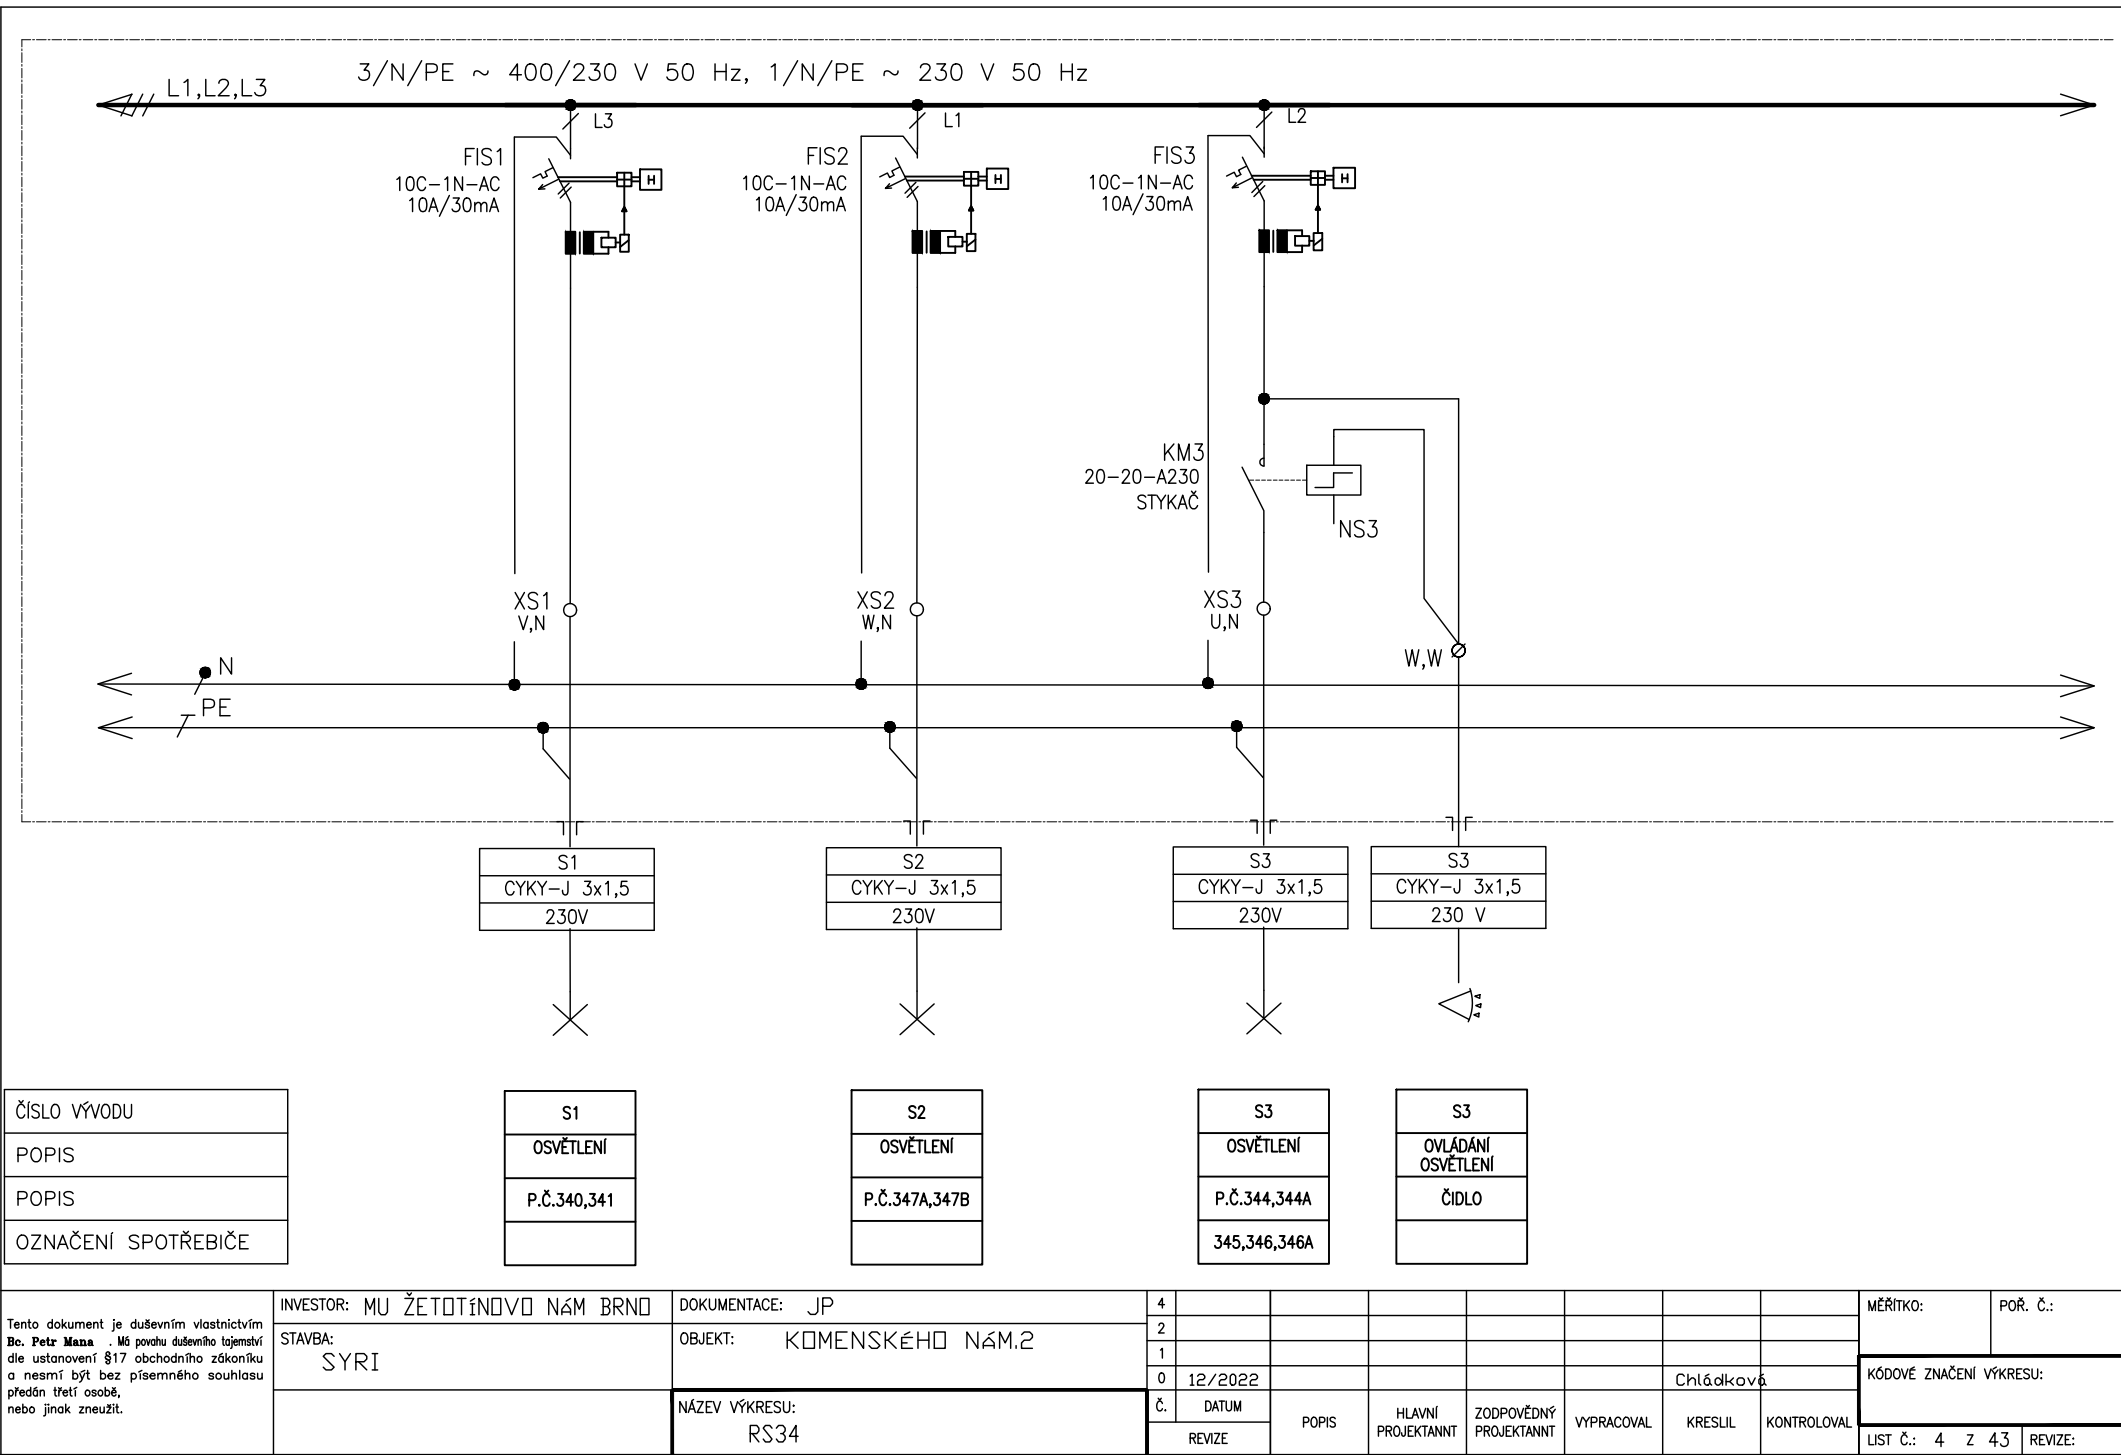 3/N/PE ~ 400/230 V 50 Hz, 1/N/PE ~ 230 V 50 Hz
L1,L2,L3
L3
L1
L2
FIS1
10C-1N-AC
10A/30mA
H
FIS2
10C-1N-AC
10A/30mA
H
FIS3
10C-1N-AC
10A/30mA
H
KM3
20-20-A230
STYKAČ
NS3
XS1
V,N
XS2
W,N
XS3
U,N
W,W
N
PE
S1
CYKY-J 3x1,5
230V
S2
CYKY-J 3x1,5
230V
S3
CYKY-J 3x1,5
230V
S3
CYKY-J 3x1,5
230 V
ČÍSLO VÝVODU
POPIS
POPIS
OZNAČENÍ SPOTŘEBIČE
S1
OSVĚTLENÍ
P.Č.340,341
S2
OSVĚTLENÍ
P.Č.347A,347B
S3
OSVĚTLENÍ
P.Č.344,344A
345,346,346A
S3
OVLÁDÁNÍ
OSVĚTLENÍ
ČIDLO
Tento dokument je duševním vlastnictvím
Bc. Petr Mana . Má povahu duševního tajemství
dle ustanovení §17 obchodního zákoníku
a nesmí být bez písemného souhlasu
předán třetí osobě,
nebo jinak zneužit.
INVESTOR: MU ŽETOTíNOVO NáM BRNO
STAVBA:
SYRI
DOKUMENTACE: JP
OBJEKT: KOMENSKÉHO NáM.2
NÁZEV VÝKRESU:
RS34
4
2
1
0 12/2022 Chládková
Č. DATUM
REVIZE
POPIS
HLAVNÍ
PROJEKTANNT
ZODPOVĚDNÝ
PROJEKTANNT
VYPRACOVAL
KRESLIL
KONTROLOVAL
MĚŘÍTKO:
POŘ. Č.:
KÓDOVÉ ZNAČENÍ VÝKRESU:
LIST Č.: 4 Z 43
REVIZE: